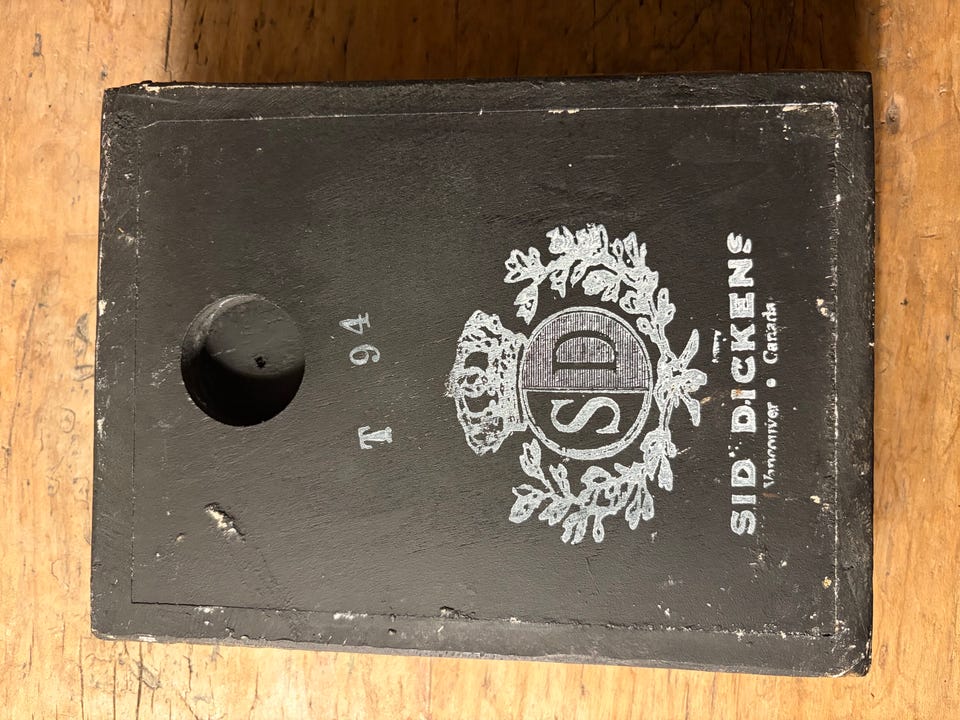 T 94
SD
SID DICKENS
Vancouver • Canada